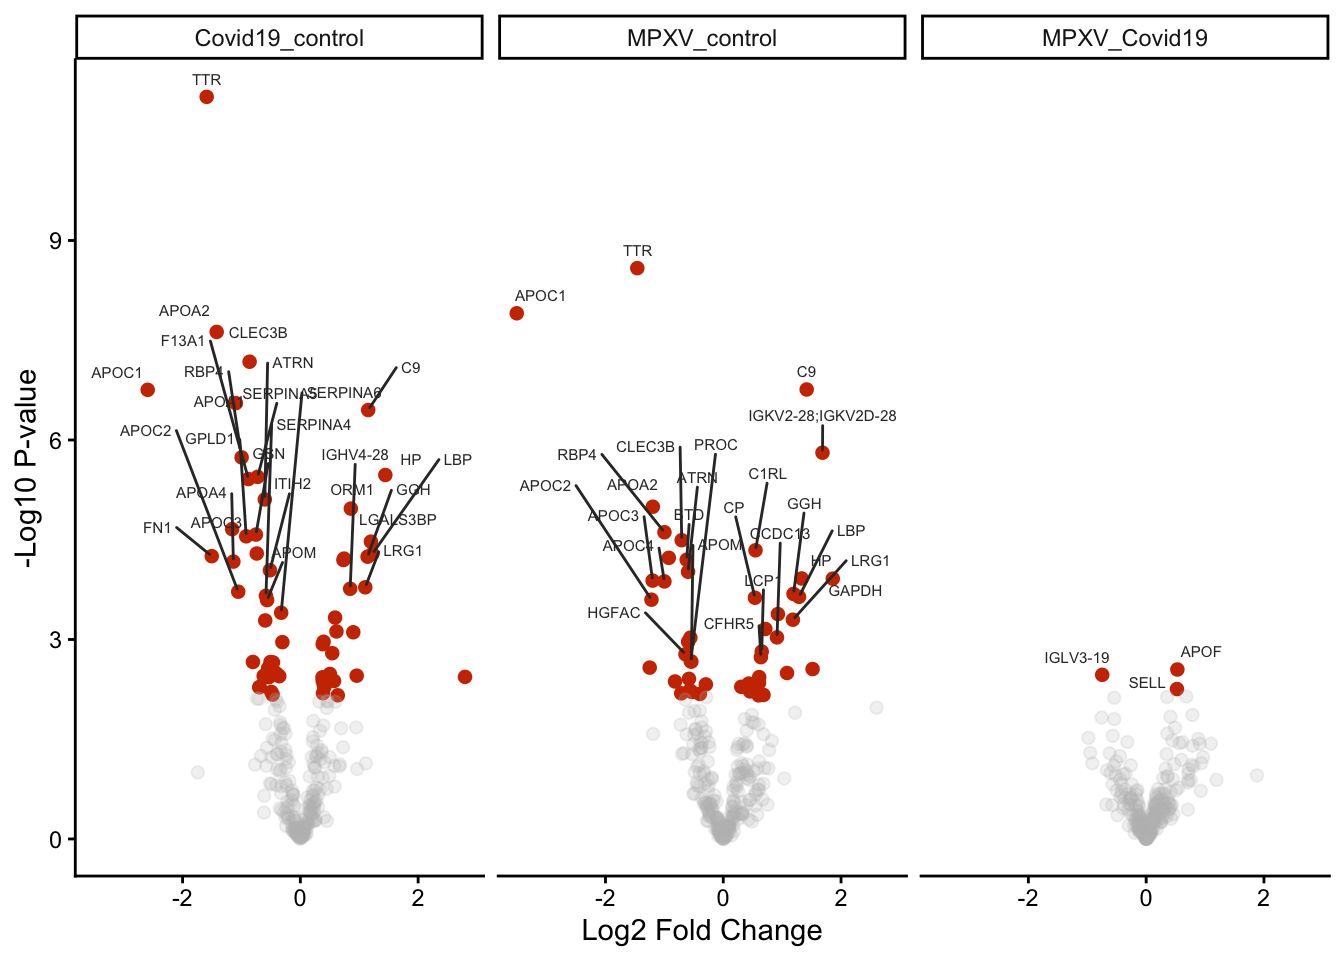 Covid19_control
MPXV_control
MPXV_Covid19
TTR
APOA2
F13A1
CLEC3B
RBP4
ATRN
APOC1
C9
SERPINA6
APOC2
SERPINA4
GPLD1
GSN
IGHV4-28
HP
LBP
ITIH2
APOA4
ORM1
GGH
FN1
APOC3
LGALS3BP
APOM
LRG1
TTR
APOC1
C9
IGKV2-28;IGKV2D-28
CLEC3B
PROC
RBP4
APOC2
APOA2
ATRN
C1RL
APOC3
BTD
CP
GGH
APOC4
APOM
CCDC13
LBP
HP
LRG1
LCP1
GAPDH
HGFAC
CFHR5
IGLV3-19
APOF
SELL
9
6
3
0
-2
0
2
-2
0
2
-2
0
2
-Log10 P-value
Log2 Fold Change